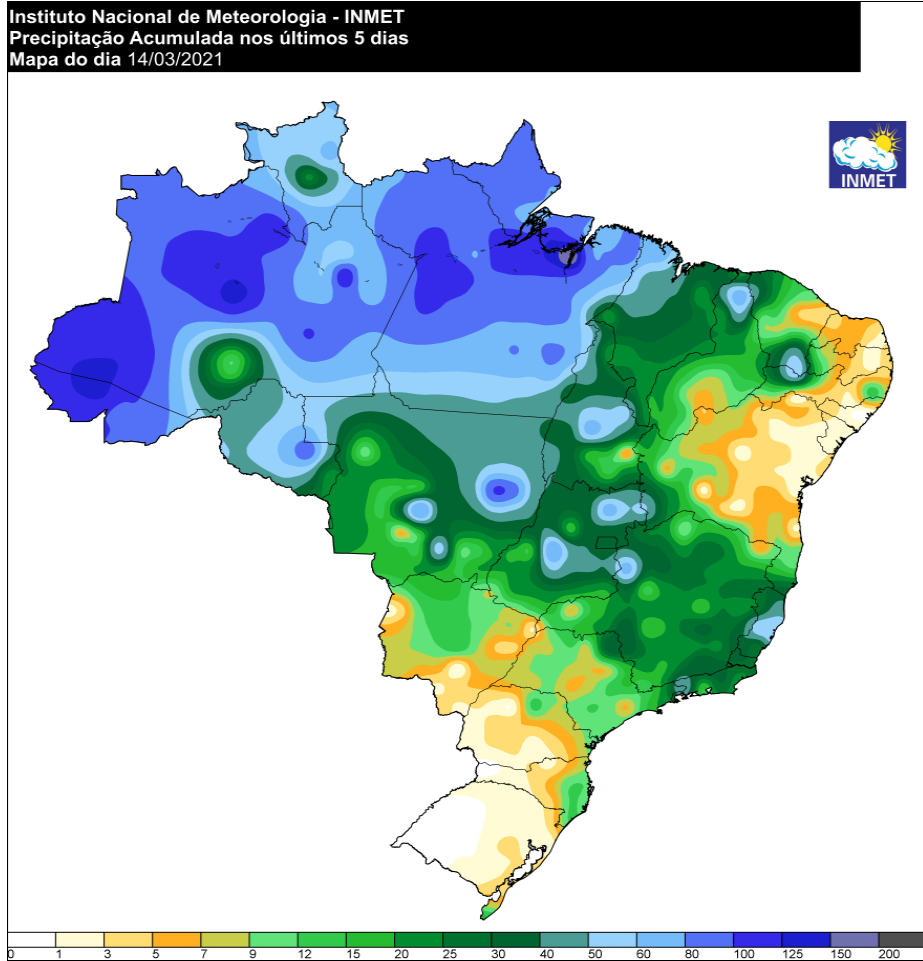 Instituto Nacional de Meteorologia - INMET
Precipitação Acumulada nos últimos 5 dias
Mapa do dia 14/03/2021
INMET
0 1 3 5 7 9 12 15 20 25 30 40 50 60 80 100 125 150 200